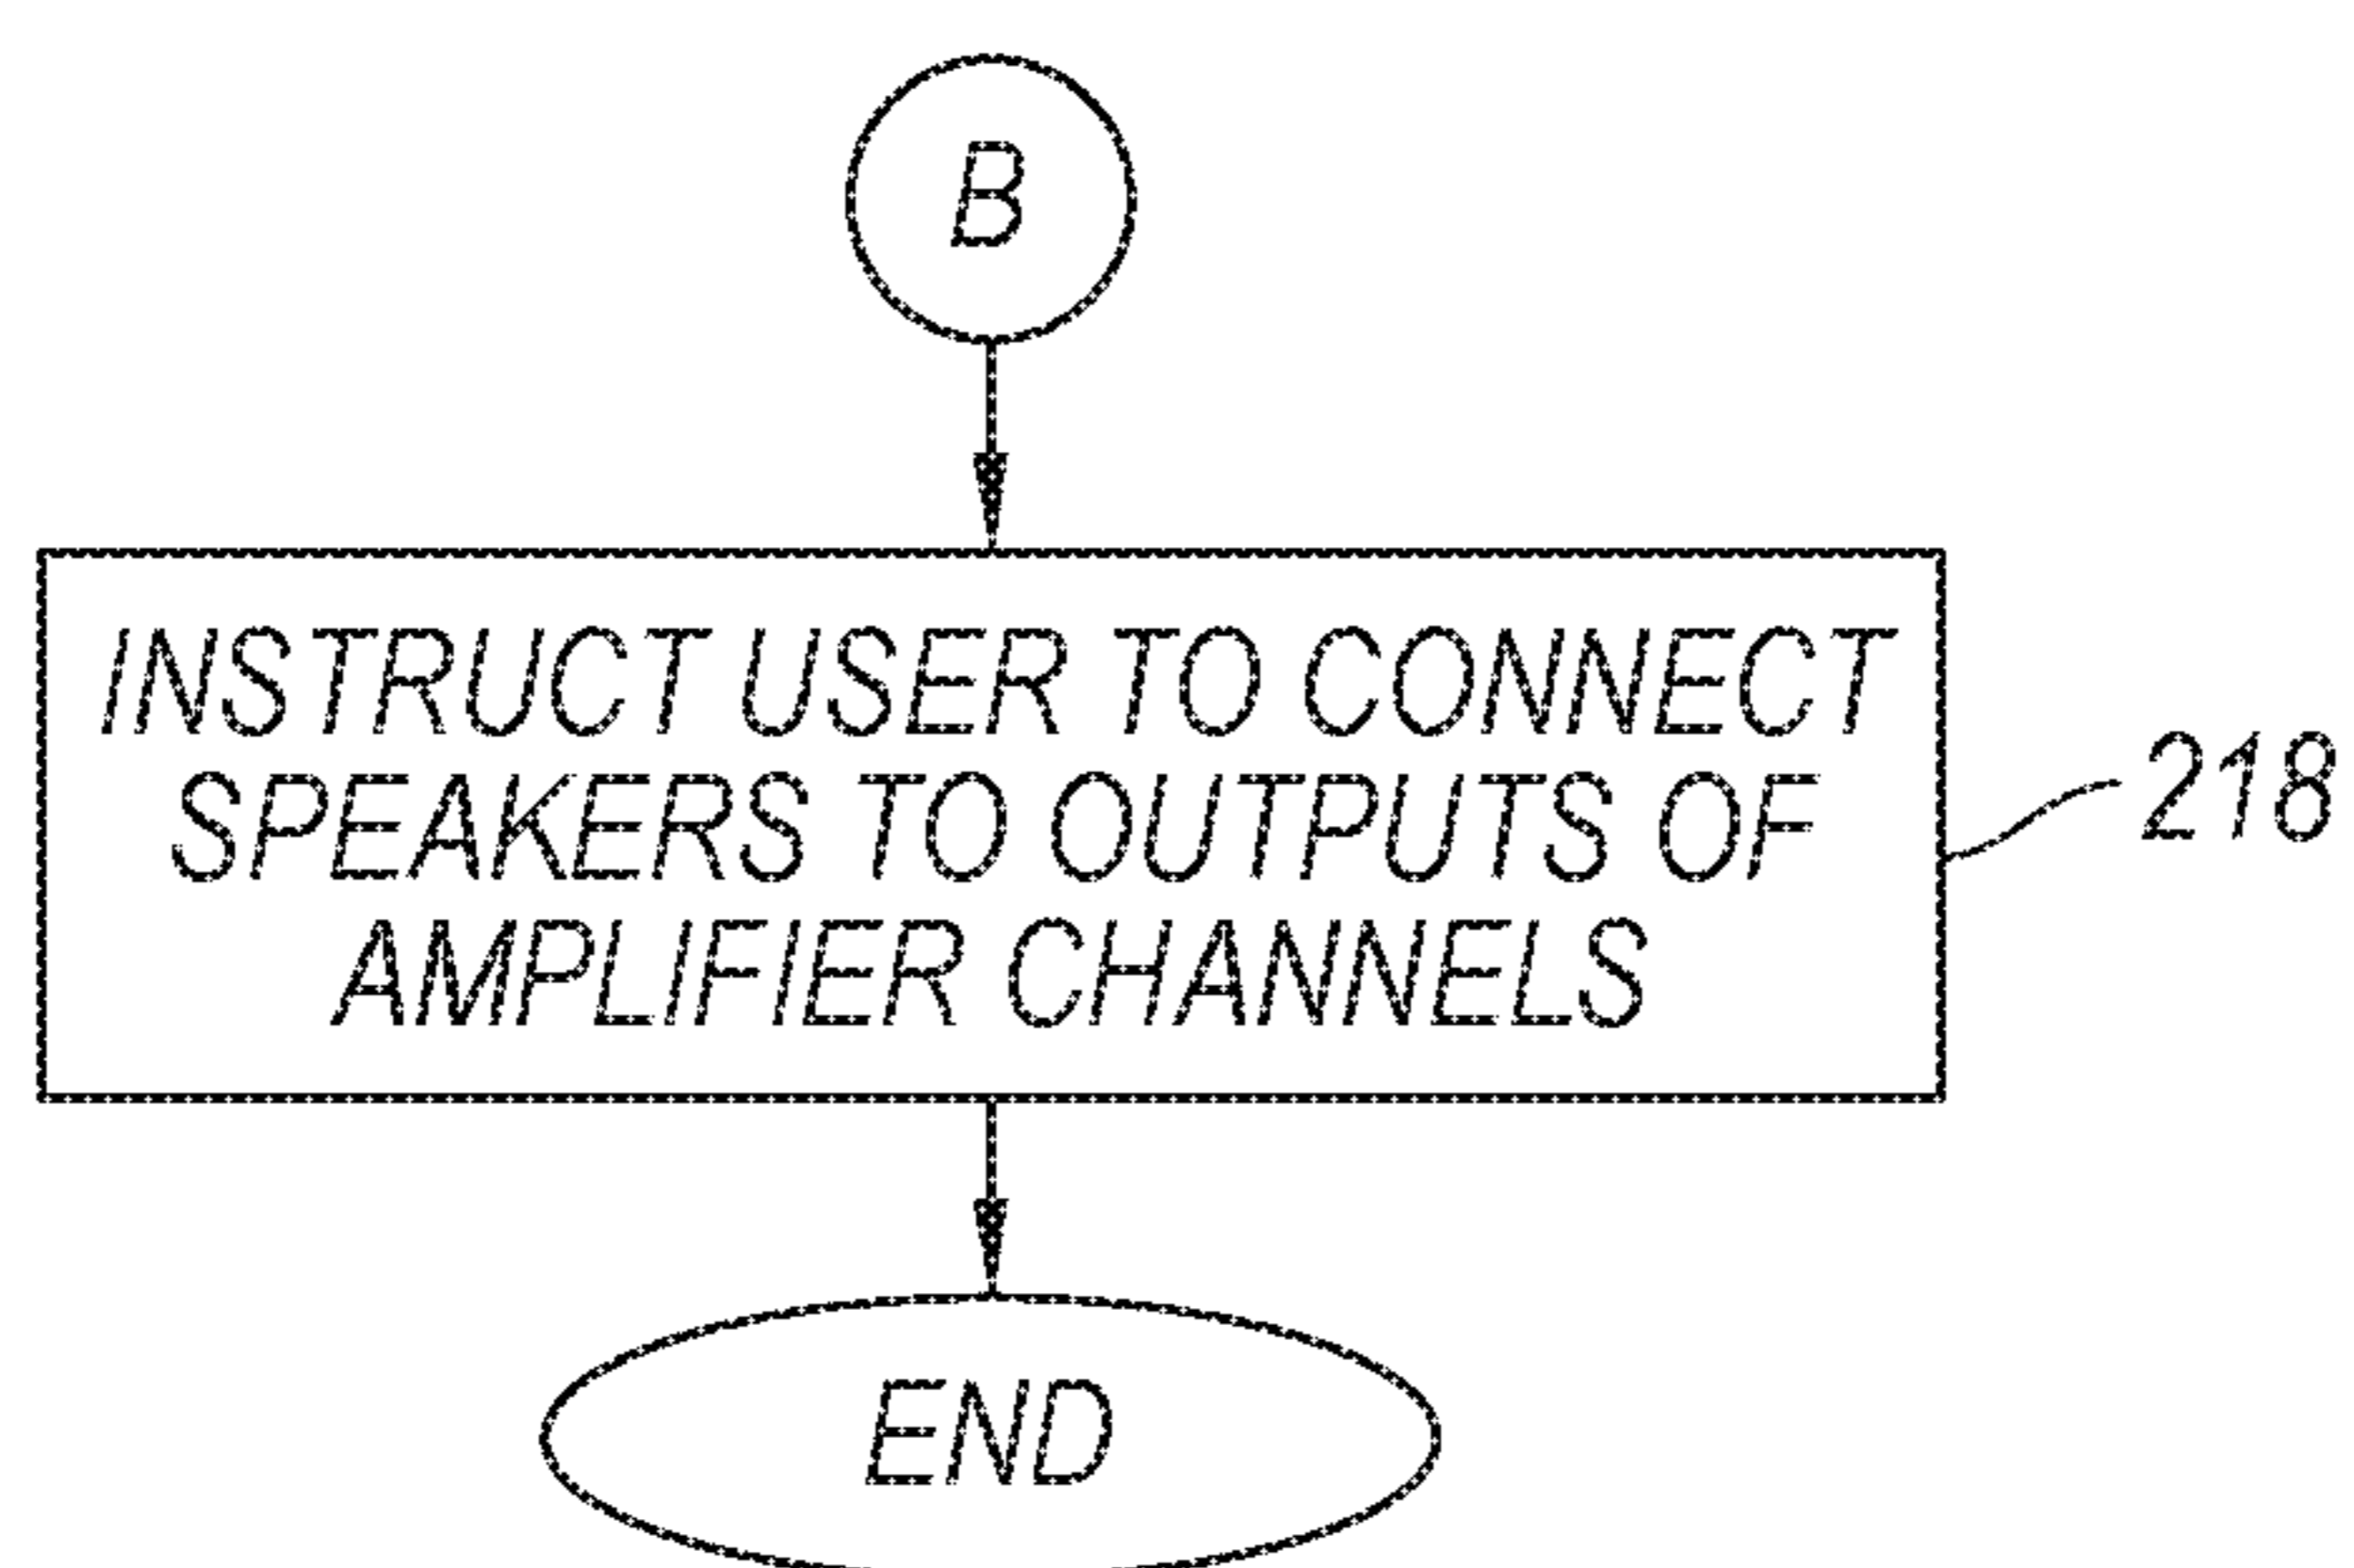 B
INSTRUCT USER TO CONNECT
SPEAKERS TO OUTPUTS OF
AMPLIFIER CHANNELS
218
END